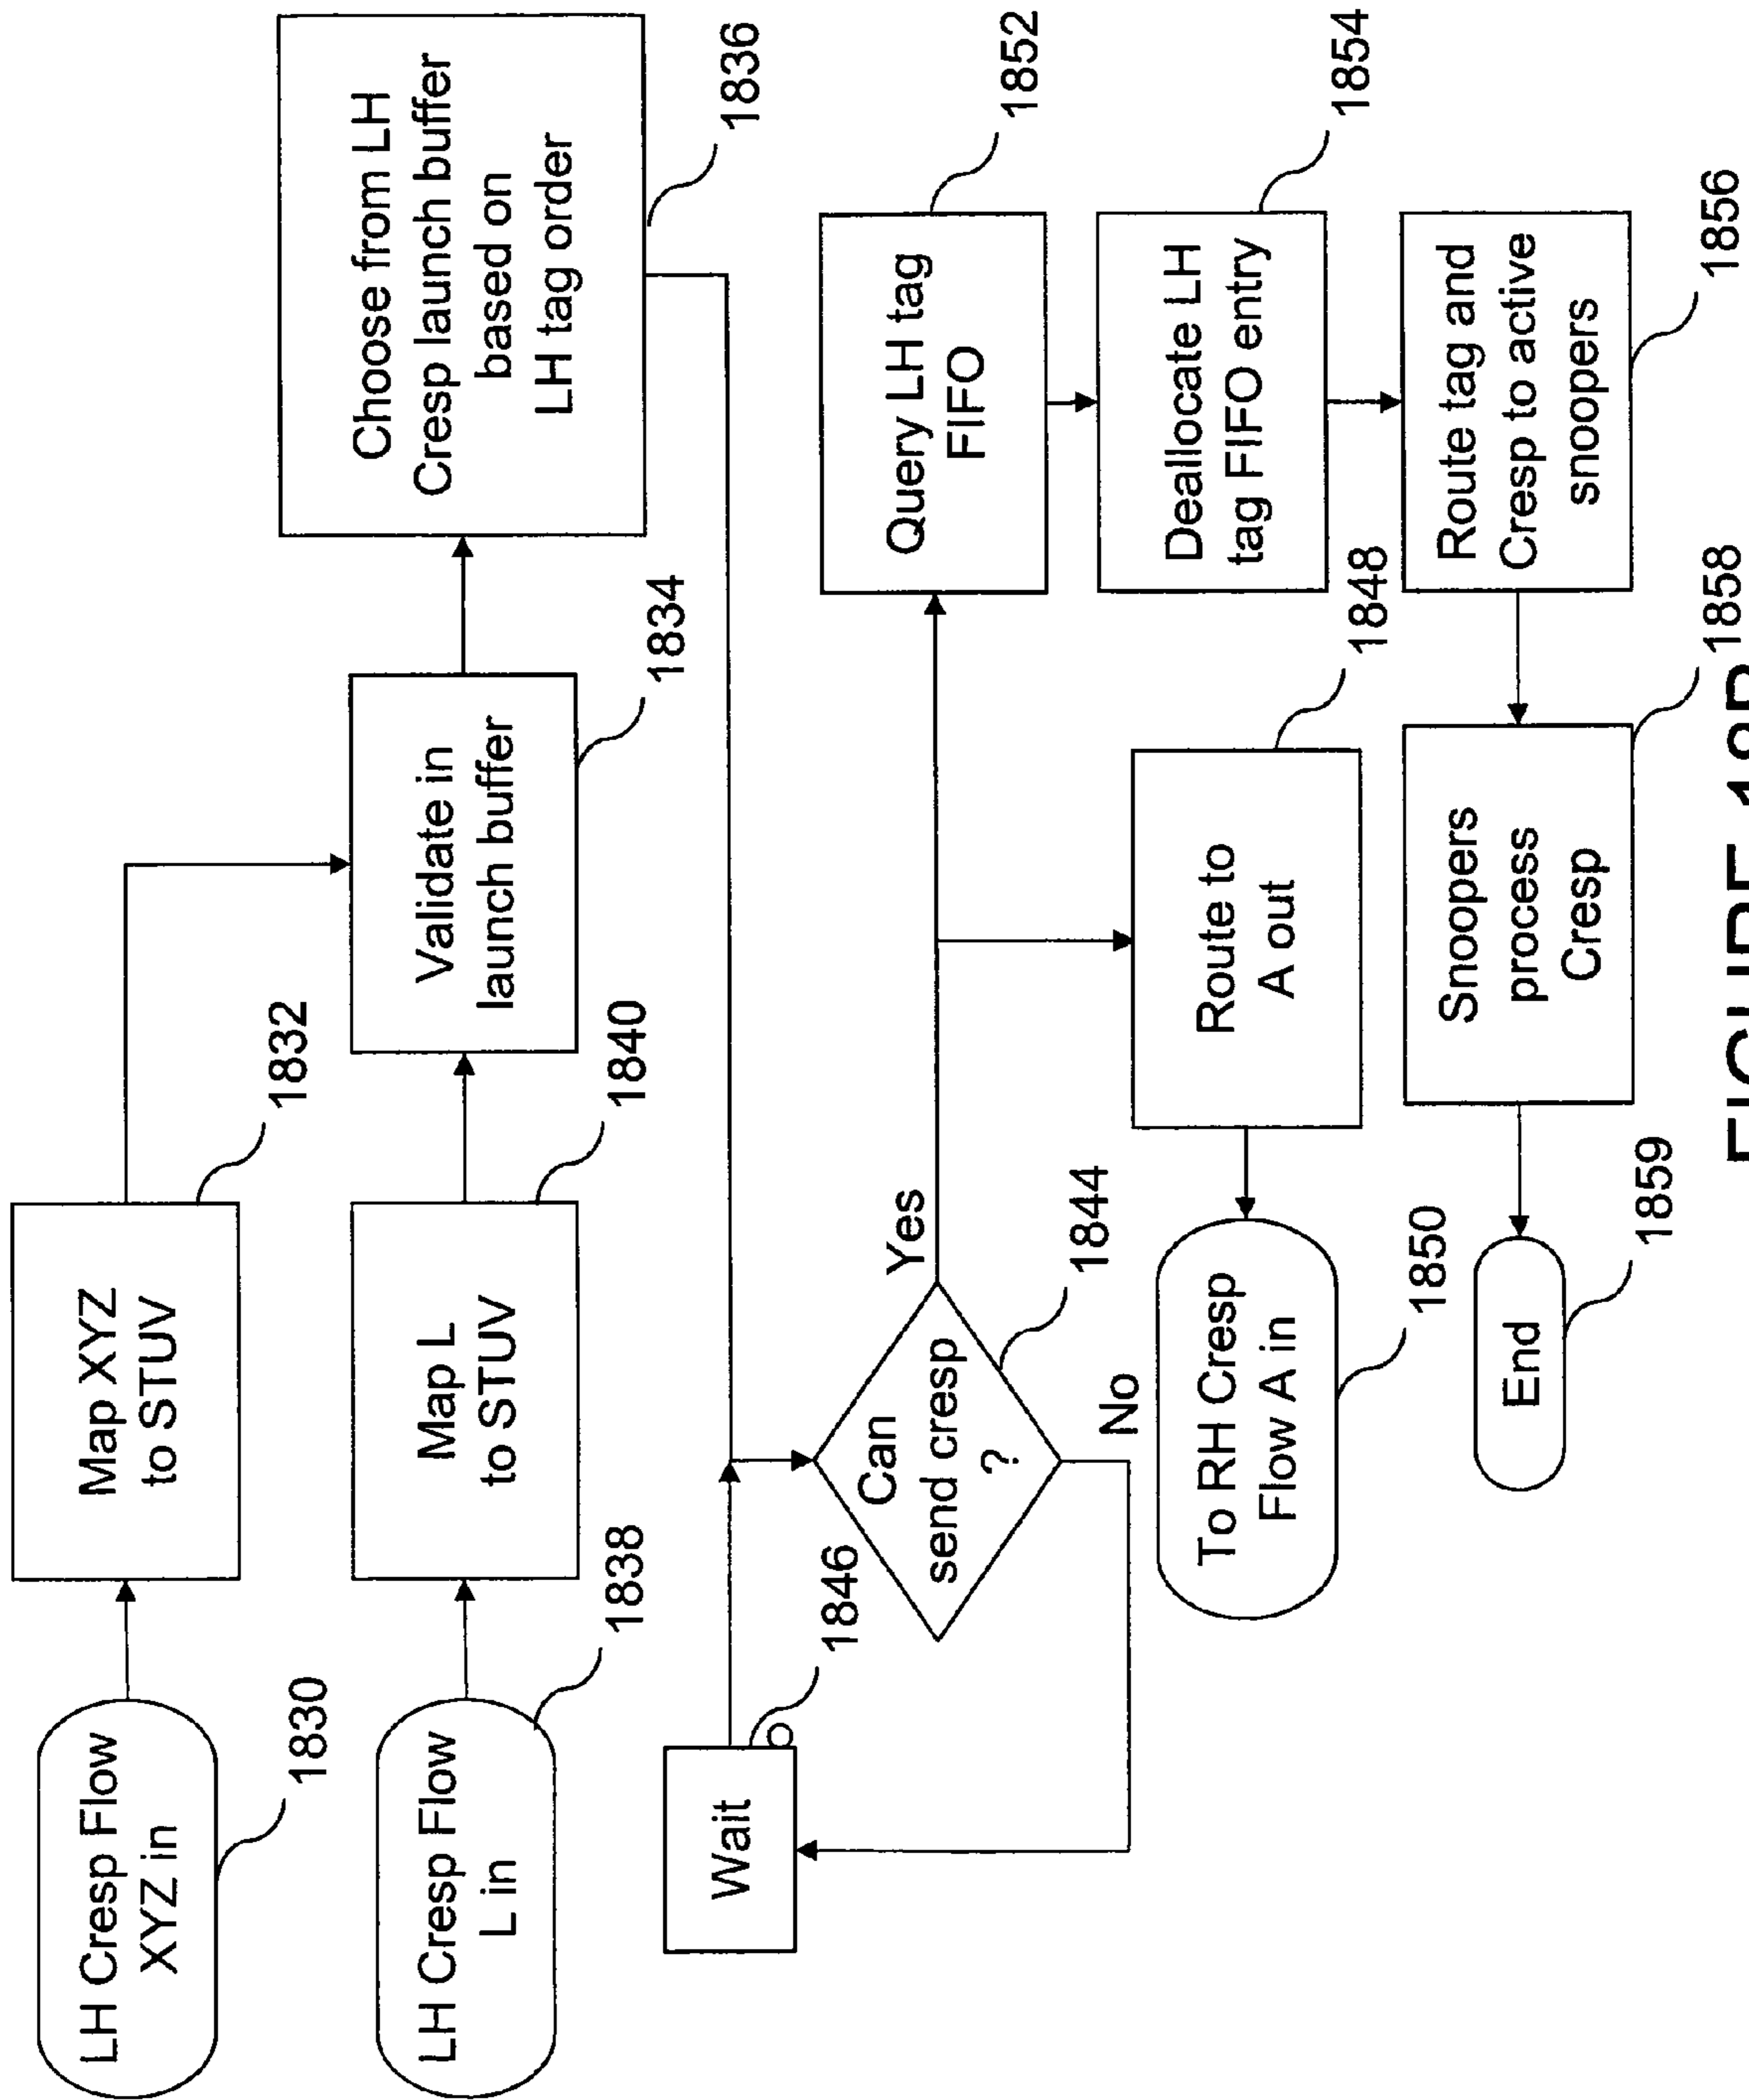 LH Cresp Flow
XYZ in
1830
Map XYZ
to STUV
1832
LH Cresp Flow
L in
1838
Map L
to STUV
1840
Validate in
launch buffer
1834
Choose from LH
Cresp launch buffer
based on
LH tag order
1836
Wait
1846
Can
send cresp
?
1844
Yes
No
Query LH tag
FIFO
1852
Deallocate LH
tag FIFO entry
1854
Route to
A out
1848
To RH Cresp
Flow A in
1850
Route tag and
Cresp to active
snoopers
1856
Snoopers
process
Cresp
1858
End
1859
FIGURE